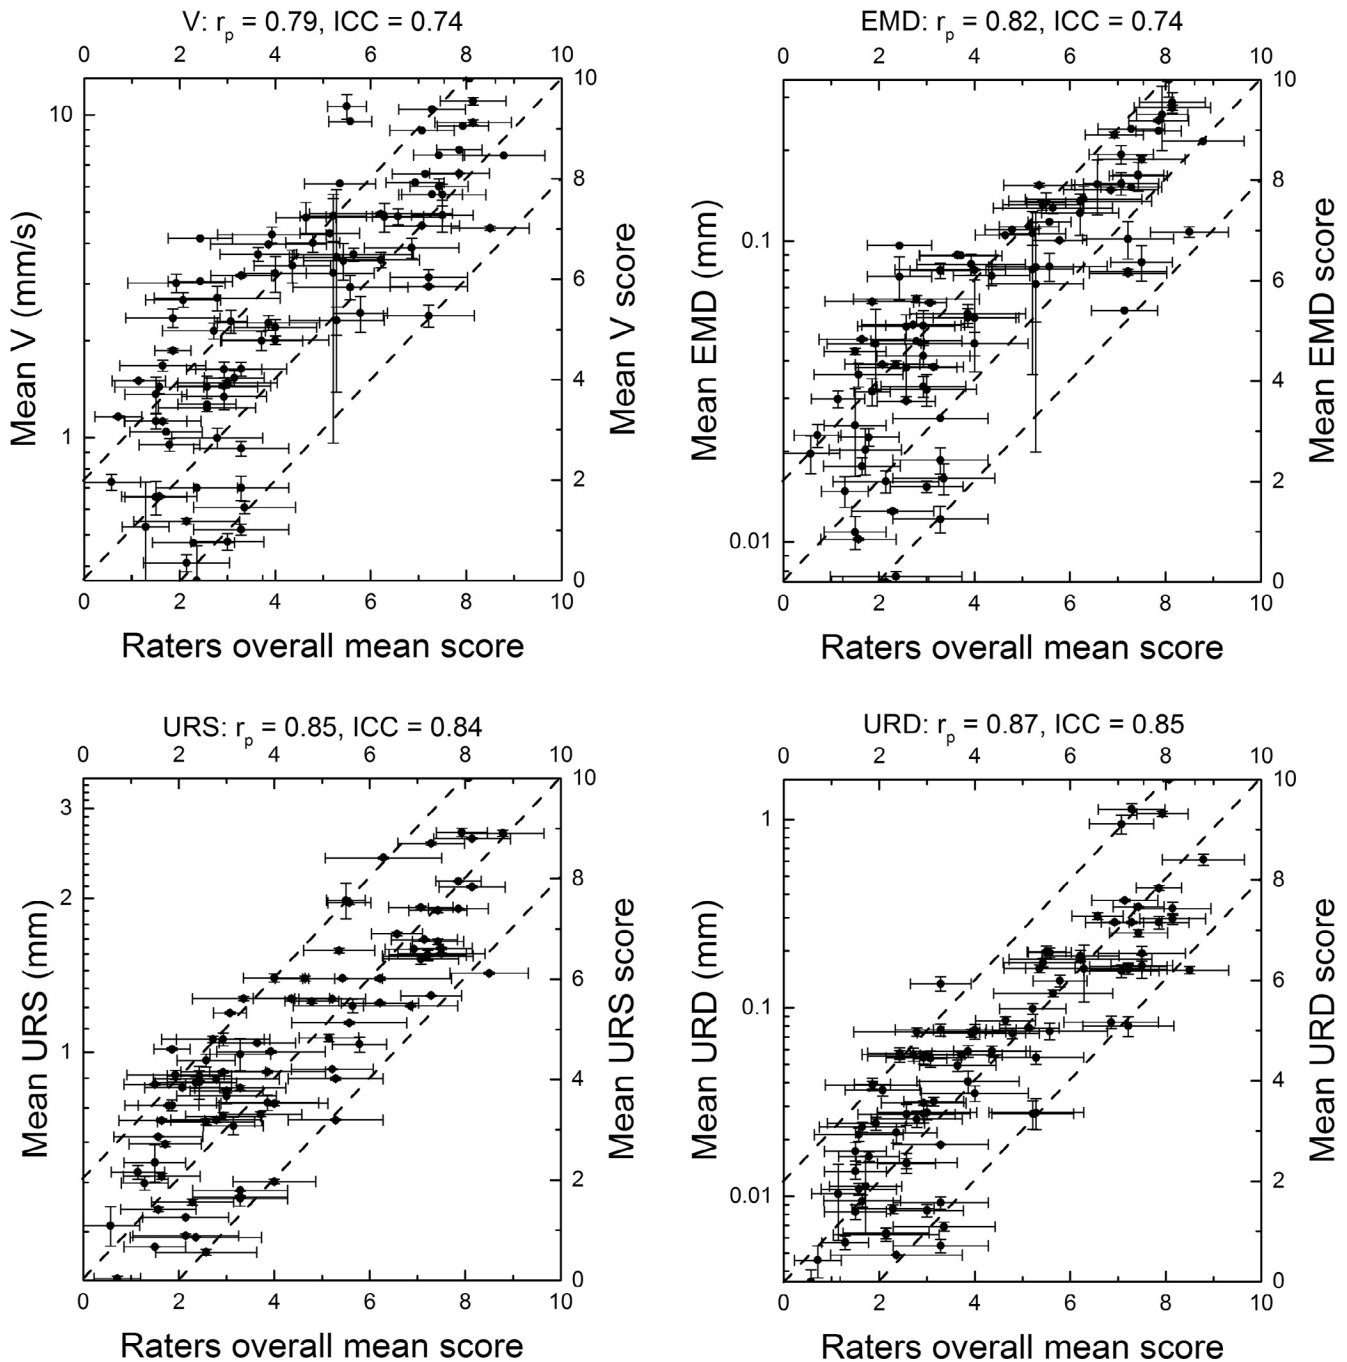 V: rp = 0.79, ICC = 0.74
0 2 4 6 8 10
10
1
Mean V (mm/s)
10
8
6
4
2
0
Mean V score
0 2 4 6 8 10
Raters overall mean score
EMD: rp = 0.82, ICC = 0.74
0 2 4 6 8 10
0.1
0.01
Mean EMD (mm)
10
8
6
4
2
0
Mean EMD score
0 2 4 6 8 10
Raters overall mean score
URS: rp = 0.85, ICC = 0.84
0 2 4 6 8 10
3
2
1
Mean URS (mm)
10
8
6
4
2
0
Mean URS score
0 2 4 6 8 10
Raters overall mean score
URD: rp = 0.87, ICC = 0.85
0 2 4 6 8 10
1
0.1
0.01
Mean URD (mm)
10
8
6
4
2
0
Mean URD score
0 2 4 6 8 10
Raters overall mean score